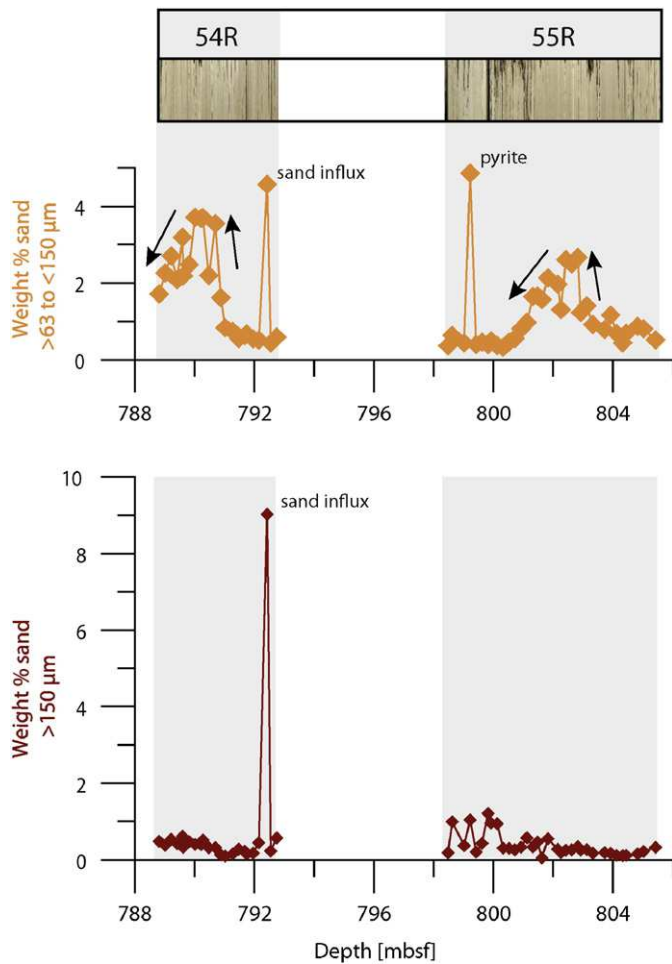 54R
55R
Weight % sand
>63 to <150 µm
4
2
0
sand influx
pyrite
788
792
796
800
804
Weight % sand
>150 µm
10
8
6
4
2
0
sand influx
788
792
796
800
804
Depth [mbsf]